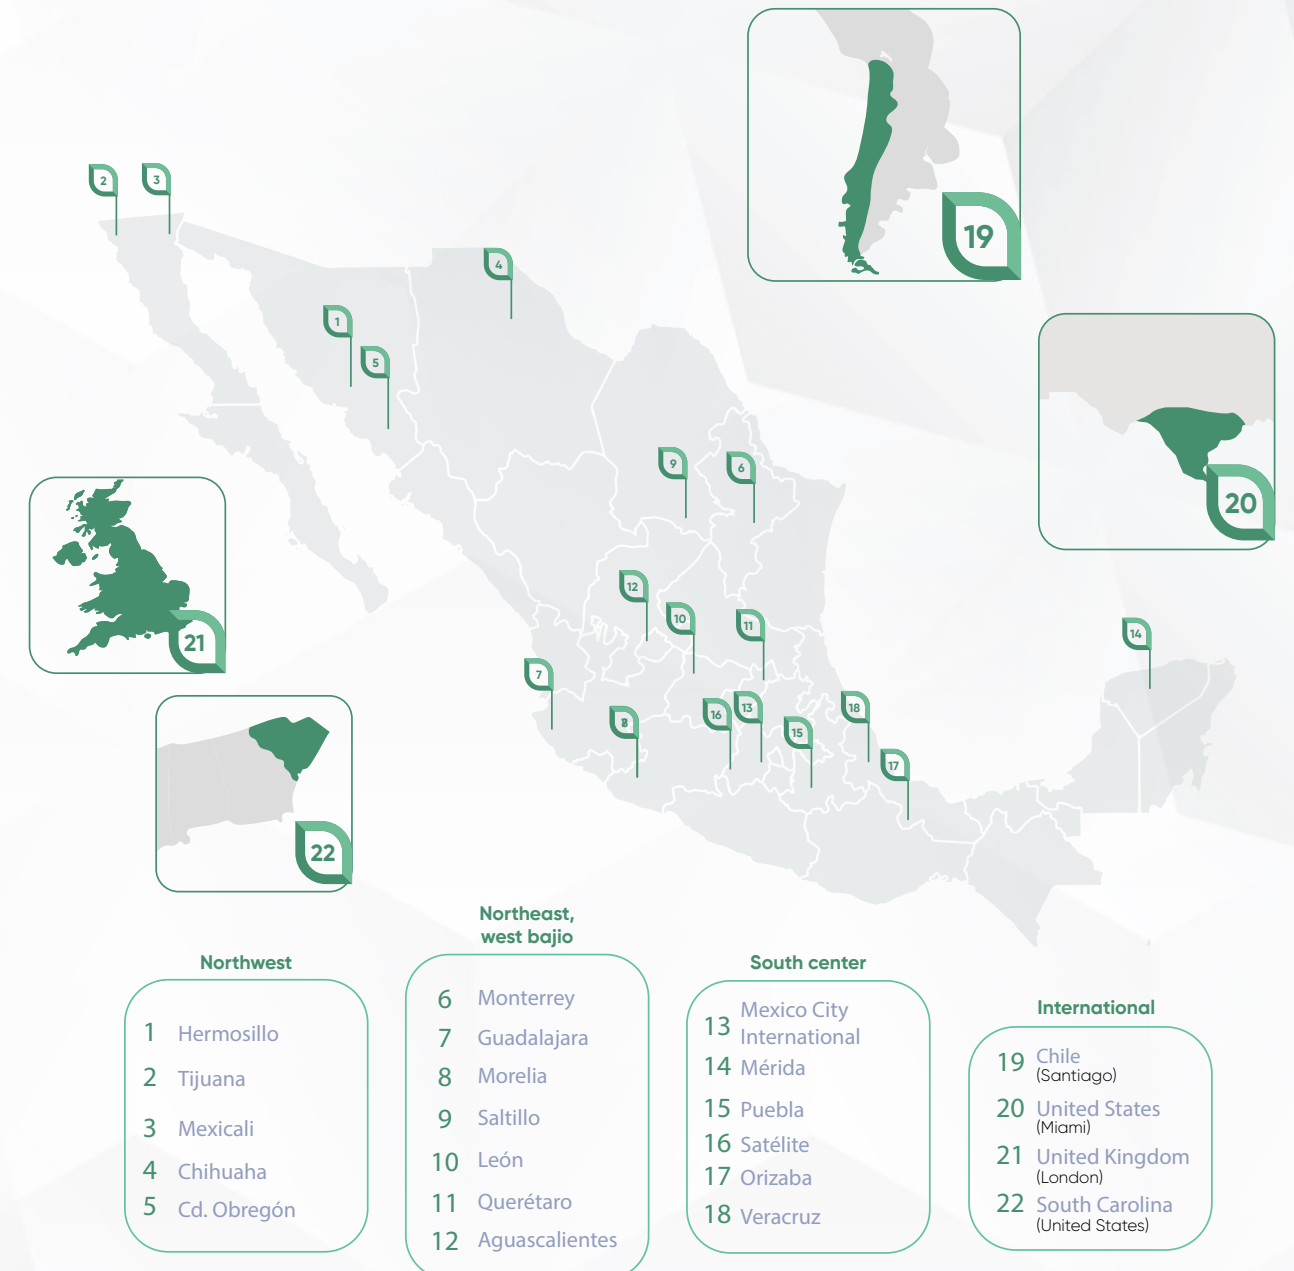 19
2
3
4
1
5
20
9
6
21
12
10
11
14
7
16
13
18
15
17
22
Northwest
1 Hermosillo
2 Tijuana
3 Mexicali
4 Chihuaha
5 Cd. Obregón
Northeast,
west bajio
6 Monterrey
7 Guadalajara
8 Morelia
9 Saltillo
10 León
11 Querétaro
12 Aguascalientes
South center
13 Mexico City
International
14 Mérida
15 Puebla
16 Satélite
17 Orizaba
18 Veracruz
International
19 Chile
(Santiago)
20 United States
(Miami)
21 United Kingdom
(London)
22 South Carolina
(United States)